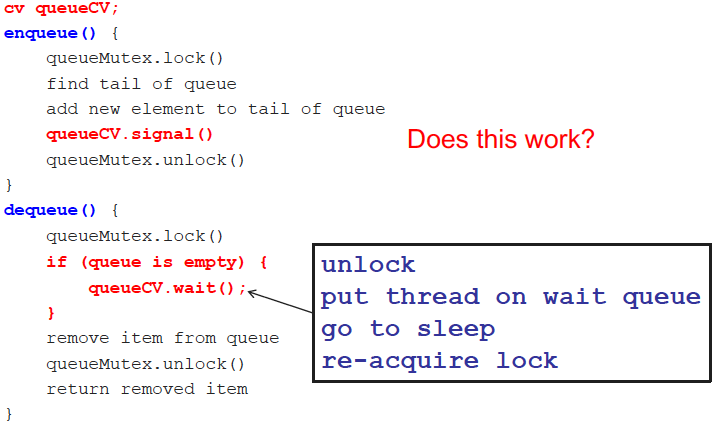 cv queueCV;
enqueue() {
queueMutex.lock()
find tail of queue
add new element to tail of queue
queueCV.signal()
Does this work?
queueMutex.unlock()
}
dequeue() {
queueMutex.lock()
if (queue is empty) {
queueCV.wait();
}
remove item from queue
queueMutex.unlock()
return removed item
}
unlock
put thread on wait queue
go to sleep
re-acquire lock